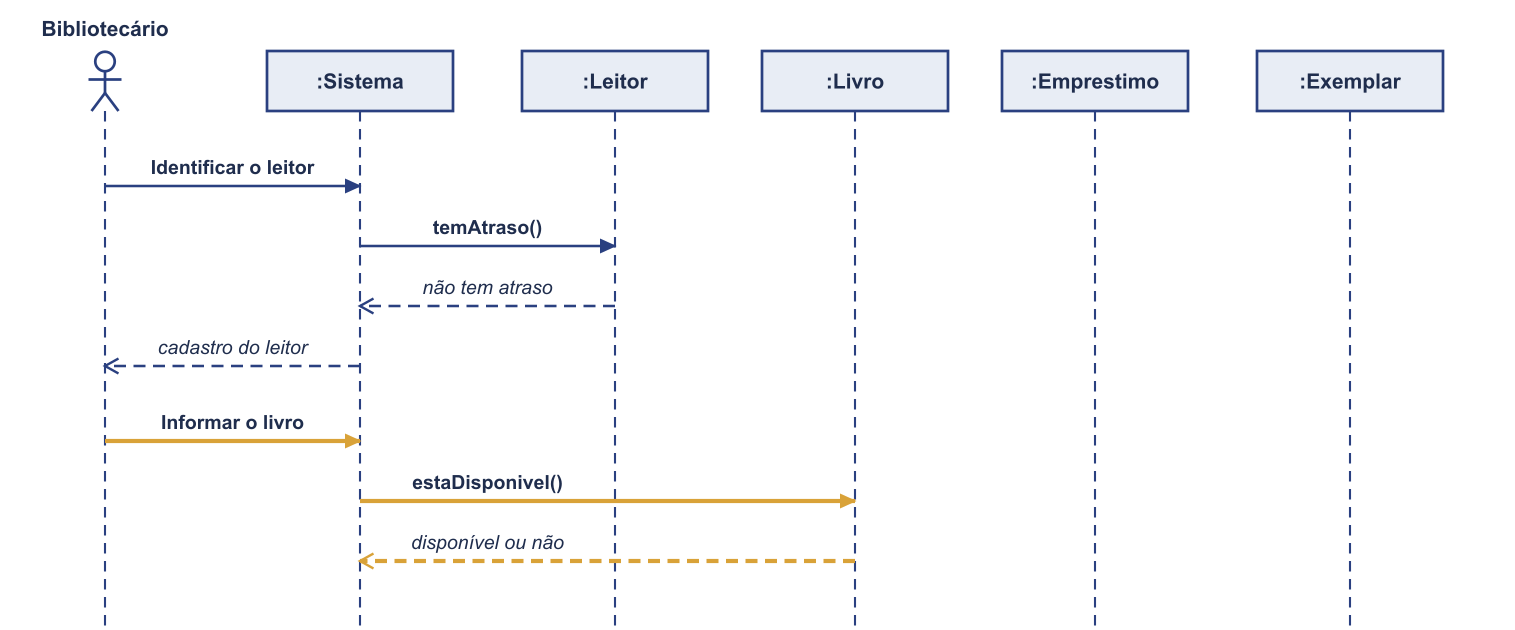 Bibliotecário
:Sistema
:Leitor
:Livro
:Emprestimo
:Exemplar
Identificar o leitor
temAtraso()
não tem atraso
cadastro do leitor
Informar o livro
estaDisponivel()
disponível ou não